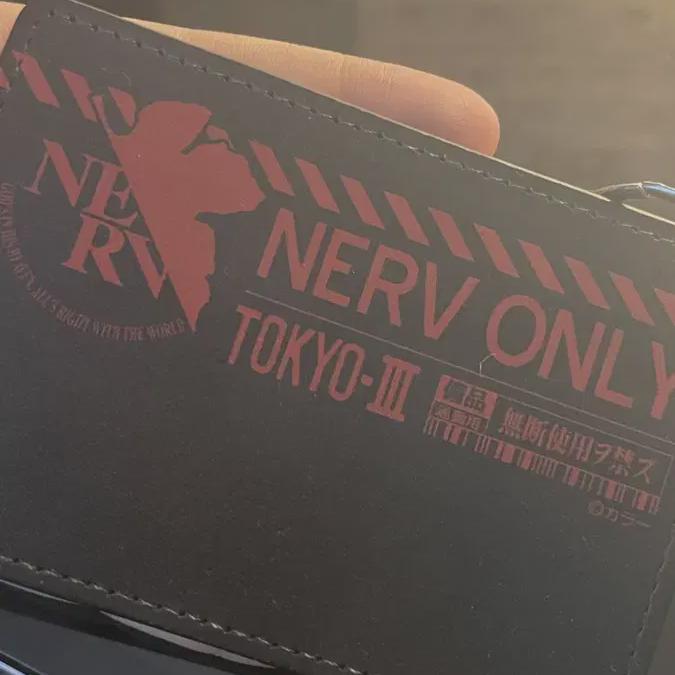 NERV
GOD'S IN HIS HEAVEN. ALL'S RIGHT WITH THE WORLD
NERV ONLY
TOKYO-III
備品
無断使用ヲ禁ズ
©カラー